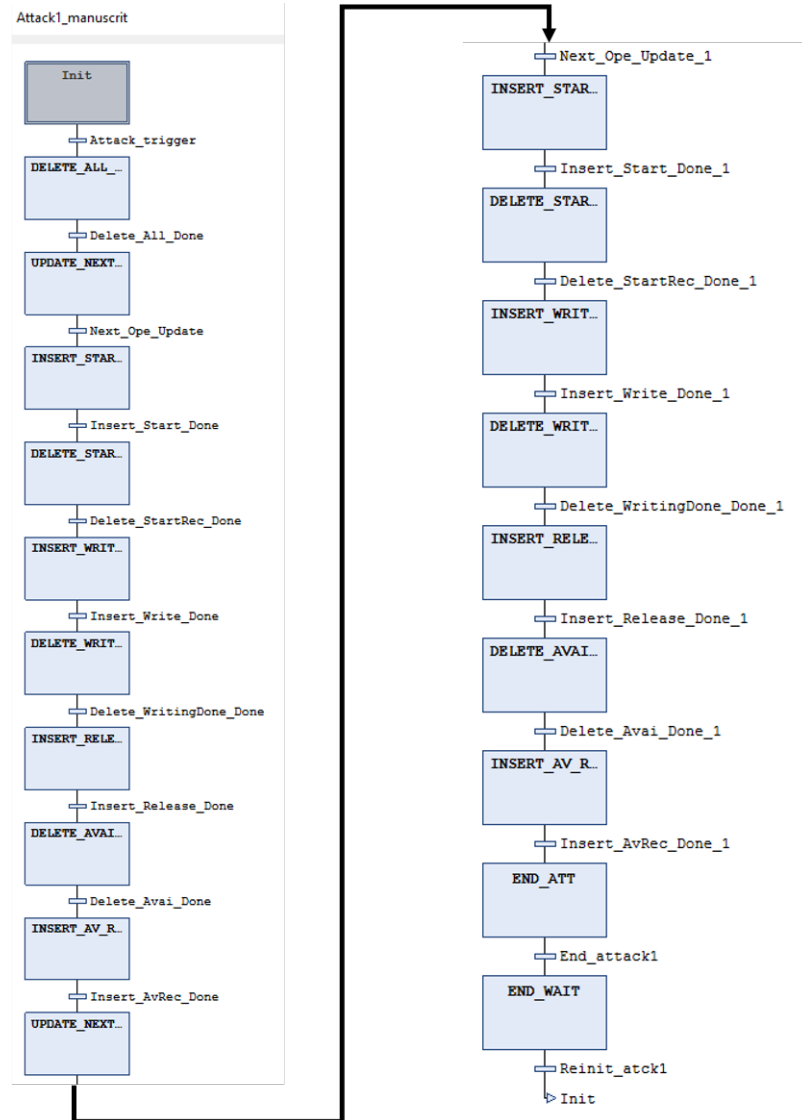 Attack1_manuscrit
Init
Attack_trigger
DELETE_ALL_...
Delete_All_Done
UPDATE_NEXT...
Next_Ope_Update
INSERT_STAR...
Insert_Start_Done
DELETE_STAR...
Delete_StartRec_Done
INSERT_WRIT...
Insert_Write_Done
DELETE_WRIT...
Delete_WritingDone_Done
INSERT_RELE...
Insert_Release_Done
DELETE_AVAI...
Delete_Avai_Done
INSERT_AV_R...
Insert_AvRec_Done
UPDATE_NEXT...
Next_Ope_Update_1
INSERT_STAR...
Insert_Start_Done_1
DELETE_STAR...
Delete_StartRec_Done_1
INSERT_WRIT...
Insert_Write_Done_1
DELETE_WRIT...
Delete_WritingDone_Done_1
INSERT_RELE...
Insert_Release_Done_1
DELETE_AVAI...
Delete_Avai_Done_1
INSERT_AV_R...
Insert_AvRec_Done_1
END_ATT
End_attack1
END_WAIT
Reinit_atck1
Init